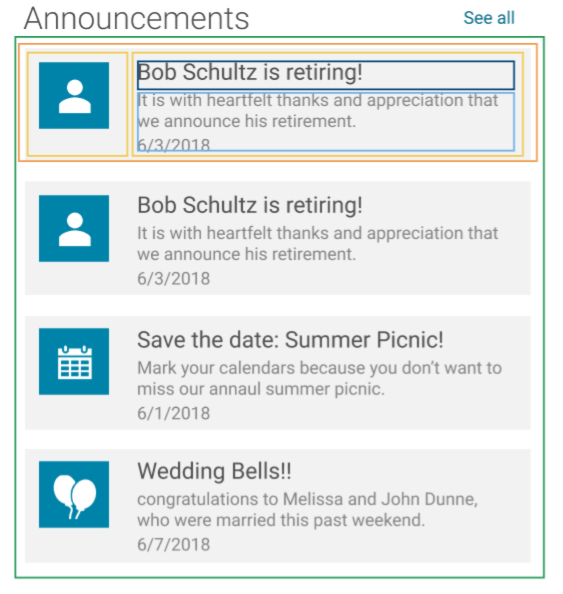 Announcements
See all
Bob Schultz is retiring!
It is with heartfelt thanks and appreciation that
we announce his retirement.
6/3/2018
Bob Schultz is retiring!
It is with heartfelt thanks and appreciation that
we announce his retirement.
6/3/2018
Save the date: Summer Picnic!
Mark your calendars because you don't want to
miss our annaul summer picnic.
6/1/2018
Wedding Bells!!
congratulations to Melissa and John Dunne,
who were married this past weekend.
6/7/2018